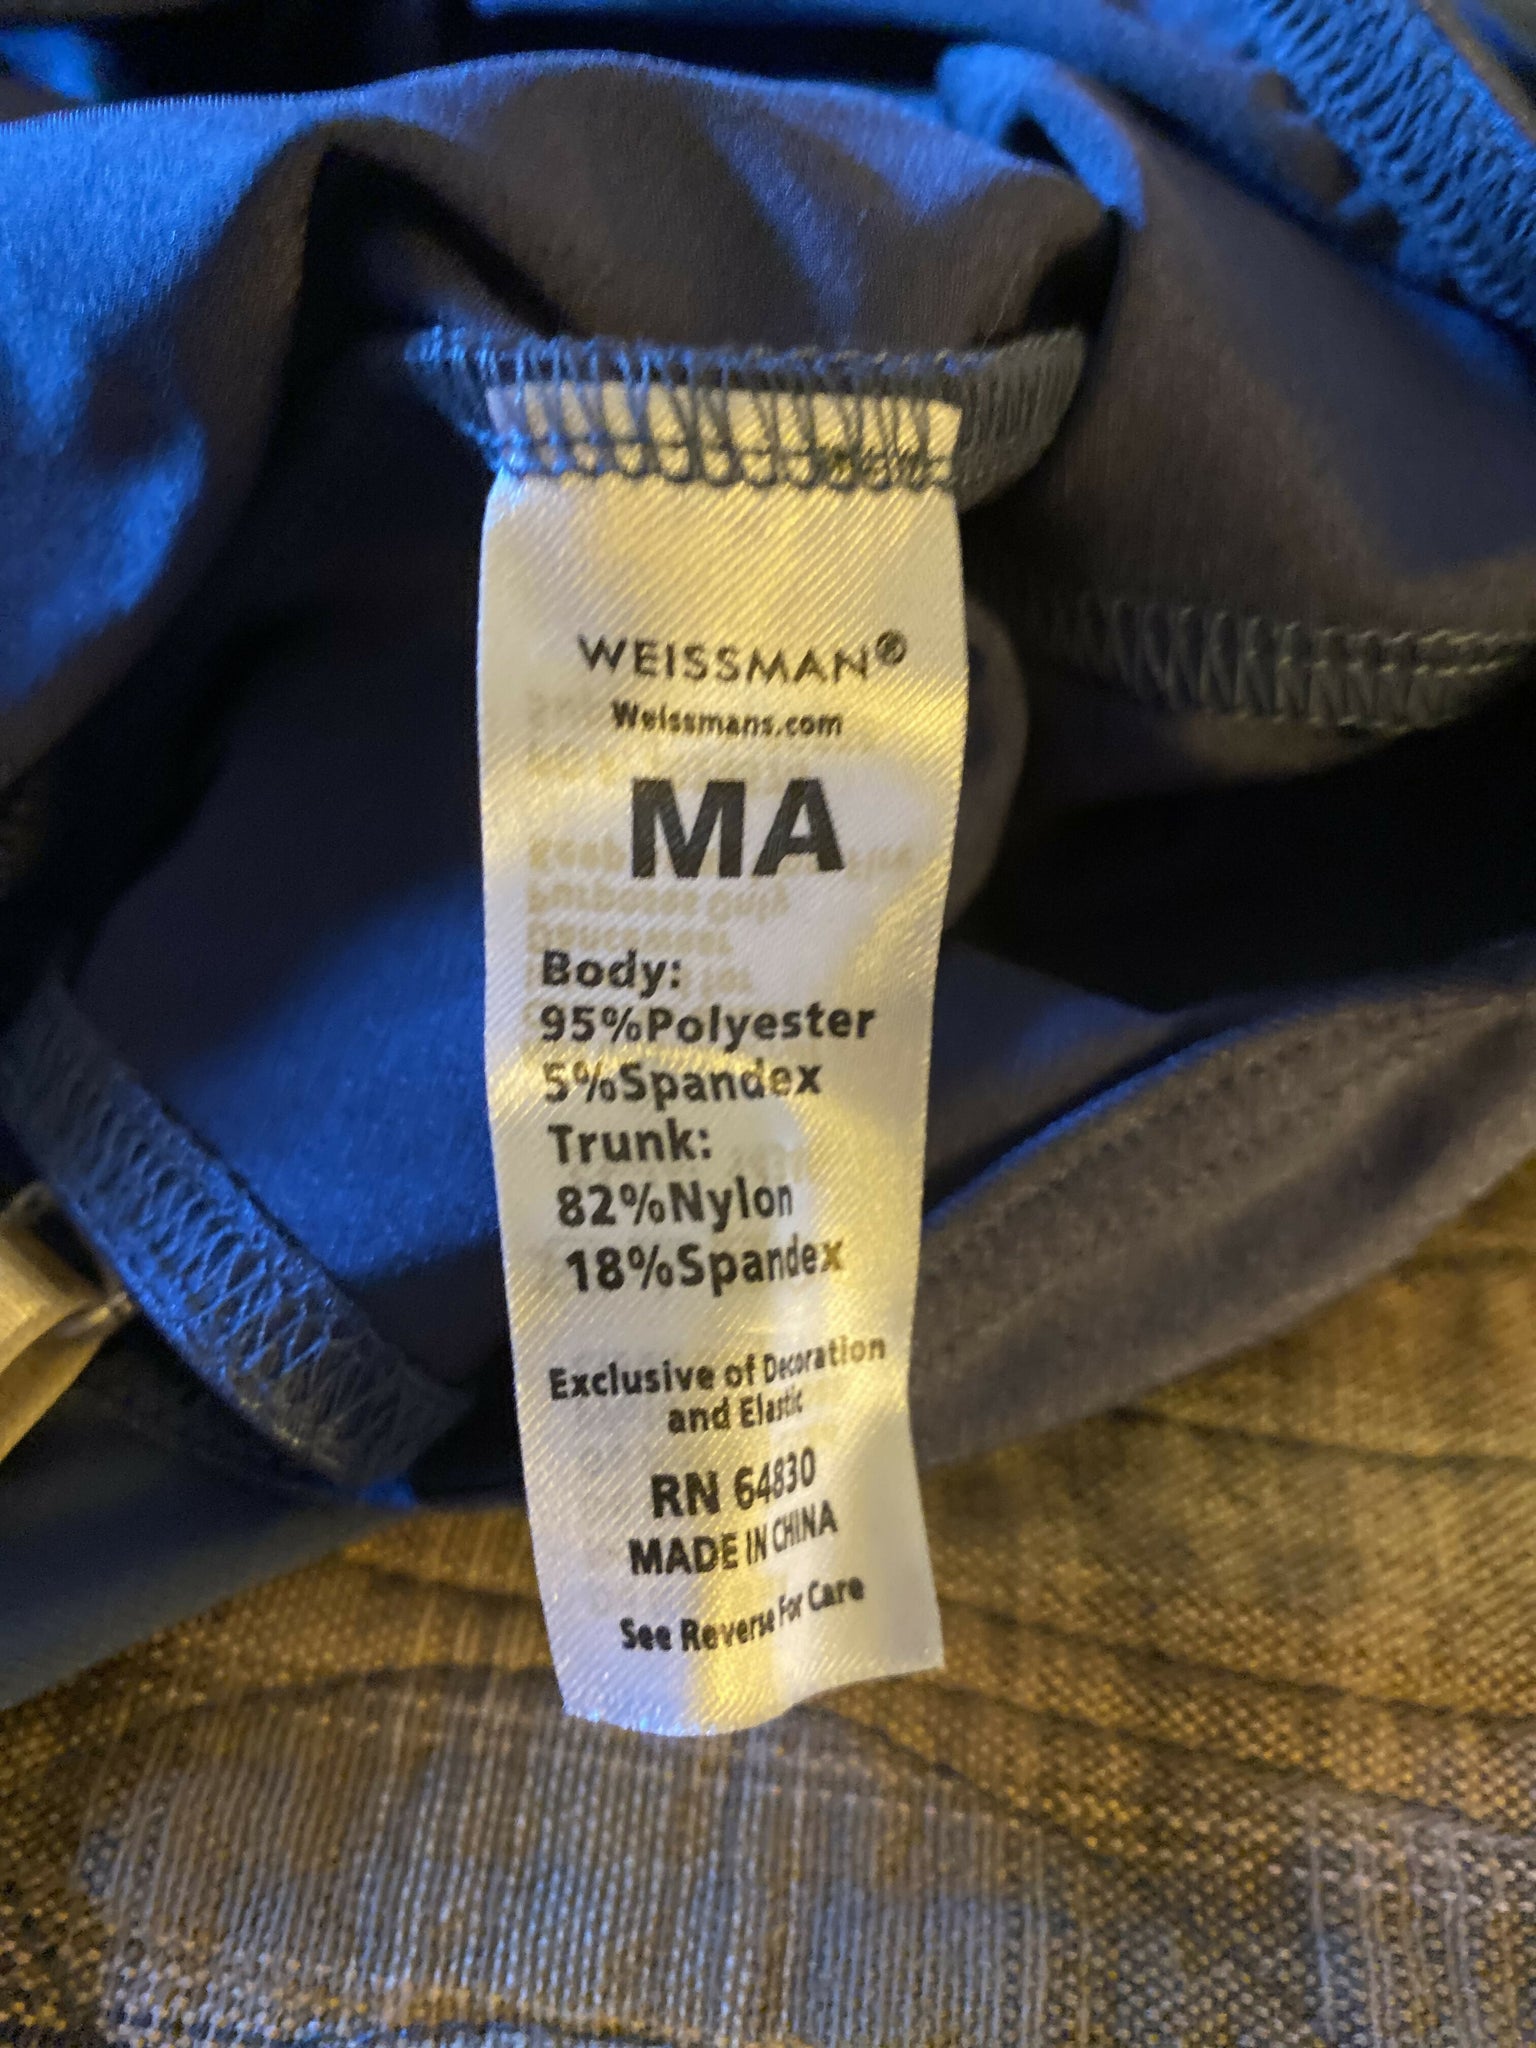 WEISSMAN®
Weissmans.com
MA
Body:
95%Polyester
5%Spandex
Trunk:
82%Nylon
18%Spandex
Exclusive of Decoration
and Elastic
RN 64830
MADE IN CHINA
See Reverse For Care